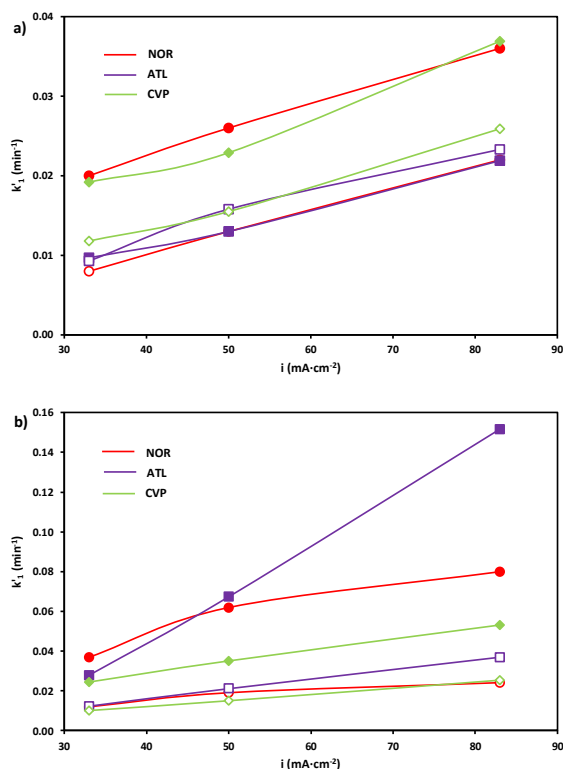 a)
0.04
NOR
ATL
0.03
CVP
k'₁ (min⁻¹)
0.02
0.01
0.00
30 40 50 60 70 80 90
i (mA·cm⁻²)
b)
0.16
NOR
0.14
ATL
0.12
CVP
0.10
k'₁ (min⁻¹)
0.08
0.06
0.04
0.02
0.00
30 40 50 60 70 80 90
i (mA·cm⁻²)